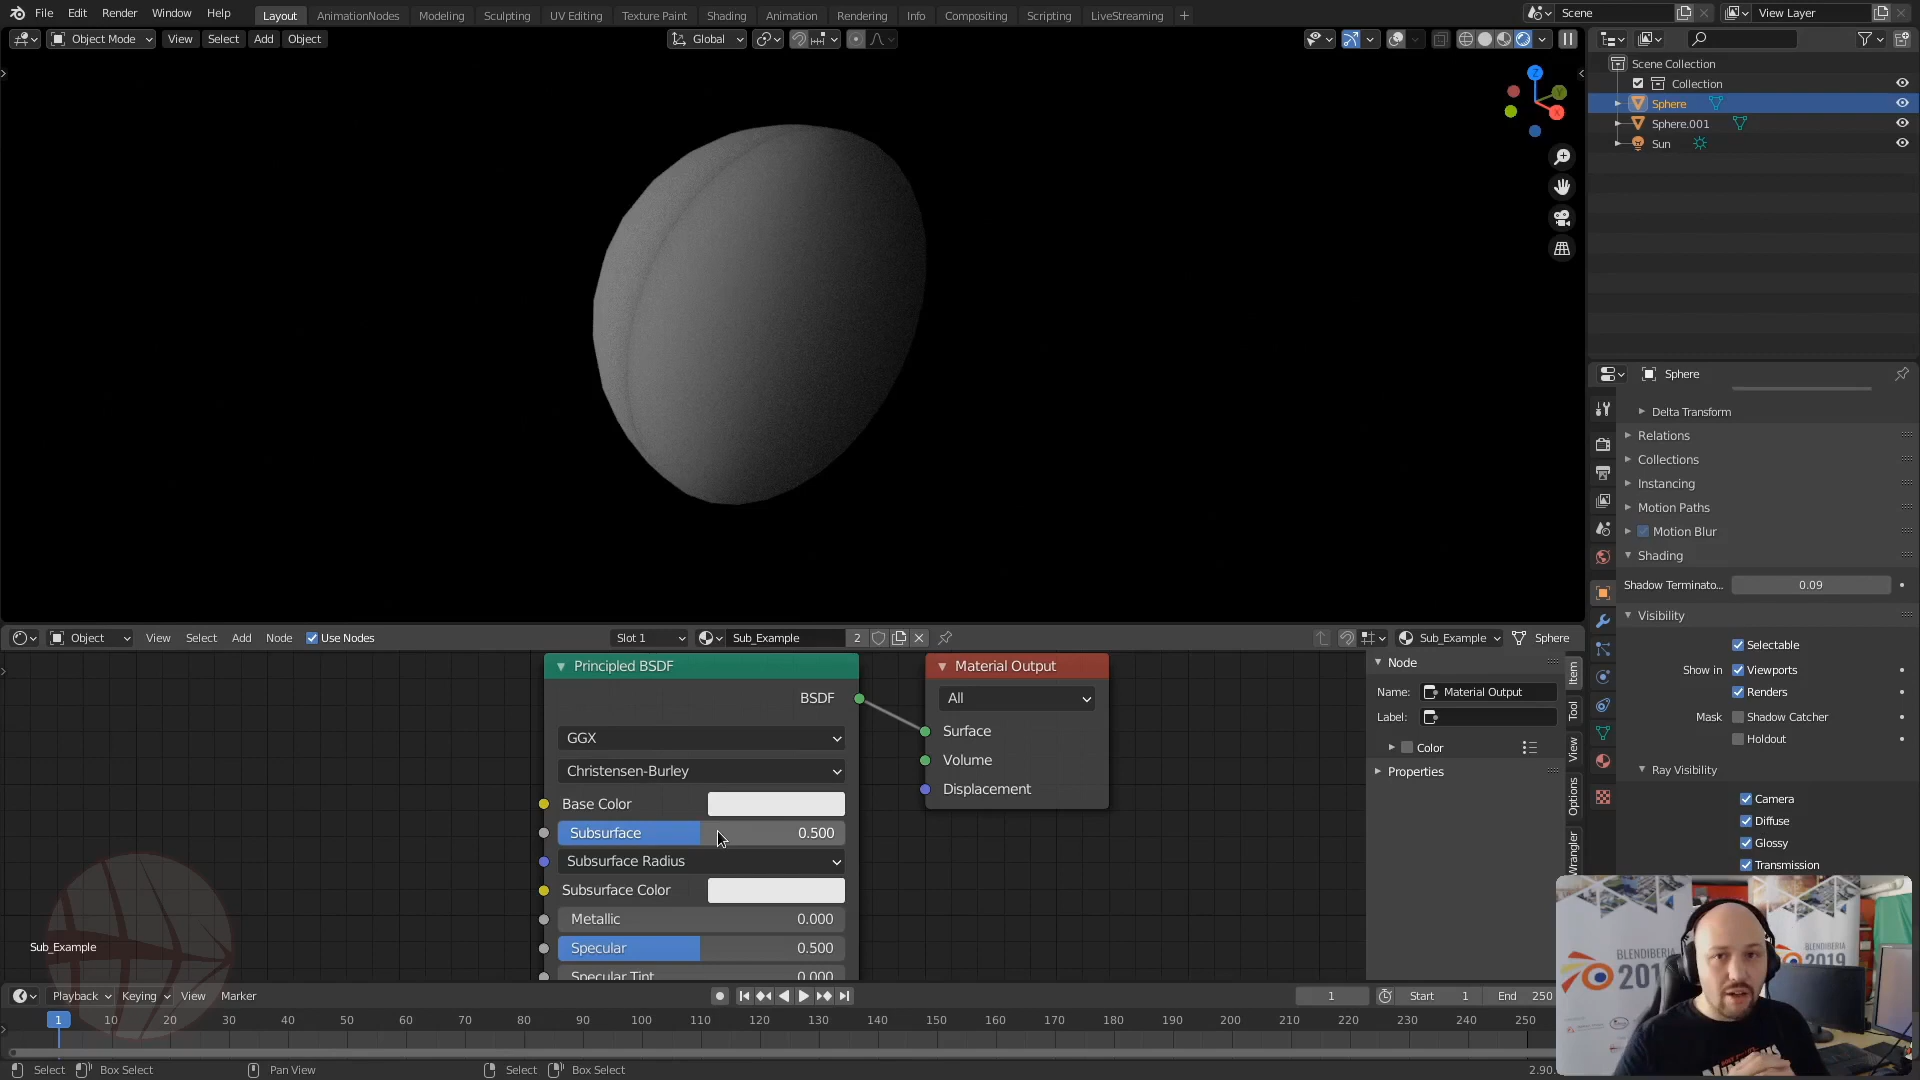 File Edit Render Window Help Layout AnimationNodes Modeling Sculpting UV Editing Texture Paint Shading Animation Rendering Info Compositing Scripting LiveStreaming + Scene View Layer
Object Mode View Select Add Object Global
Scene Collection
Collection
Sphere
Sphere.001
Sun
Z
Y
X
Sphere
Delta Transform
Relations
Collections
Instancing
Motion Paths
Motion Blur
Shading
Shadow Terminato... 0.09
Visibility
Selectable
Show in Viewports
Renders
Mask Shadow Catcher
Holdout
Ray Visibility
Camera
Diffuse
Glossy
Transmission
Object View Select Add Node Use Nodes Slot 1 Sub_Example 2 Sub_Example Sphere
Principled BSDF
BSDF
GGX
Christensen-Burley
Base Color
Subsurface 0.500
Subsurface Radius
Subsurface Color
Metallic 0.000
Specular 0.500
Specular Tint 0.000
Material Output
All
Surface
Volume
Displacement
Node
Name: Material Output
Label:
Color
Properties
Item
Tool
View
Options
Wrangler
Sub_Example
BLENDIBERIA
2019
Playback Keying View Marker 1 Start 1 End 250
1 10 20 30 40 50 60 70 80 90 100 110 120 130 140 150 160 170 180 190 200 210 220 230 240 250
Select Box Select Pan View Select Box Select 2.90.